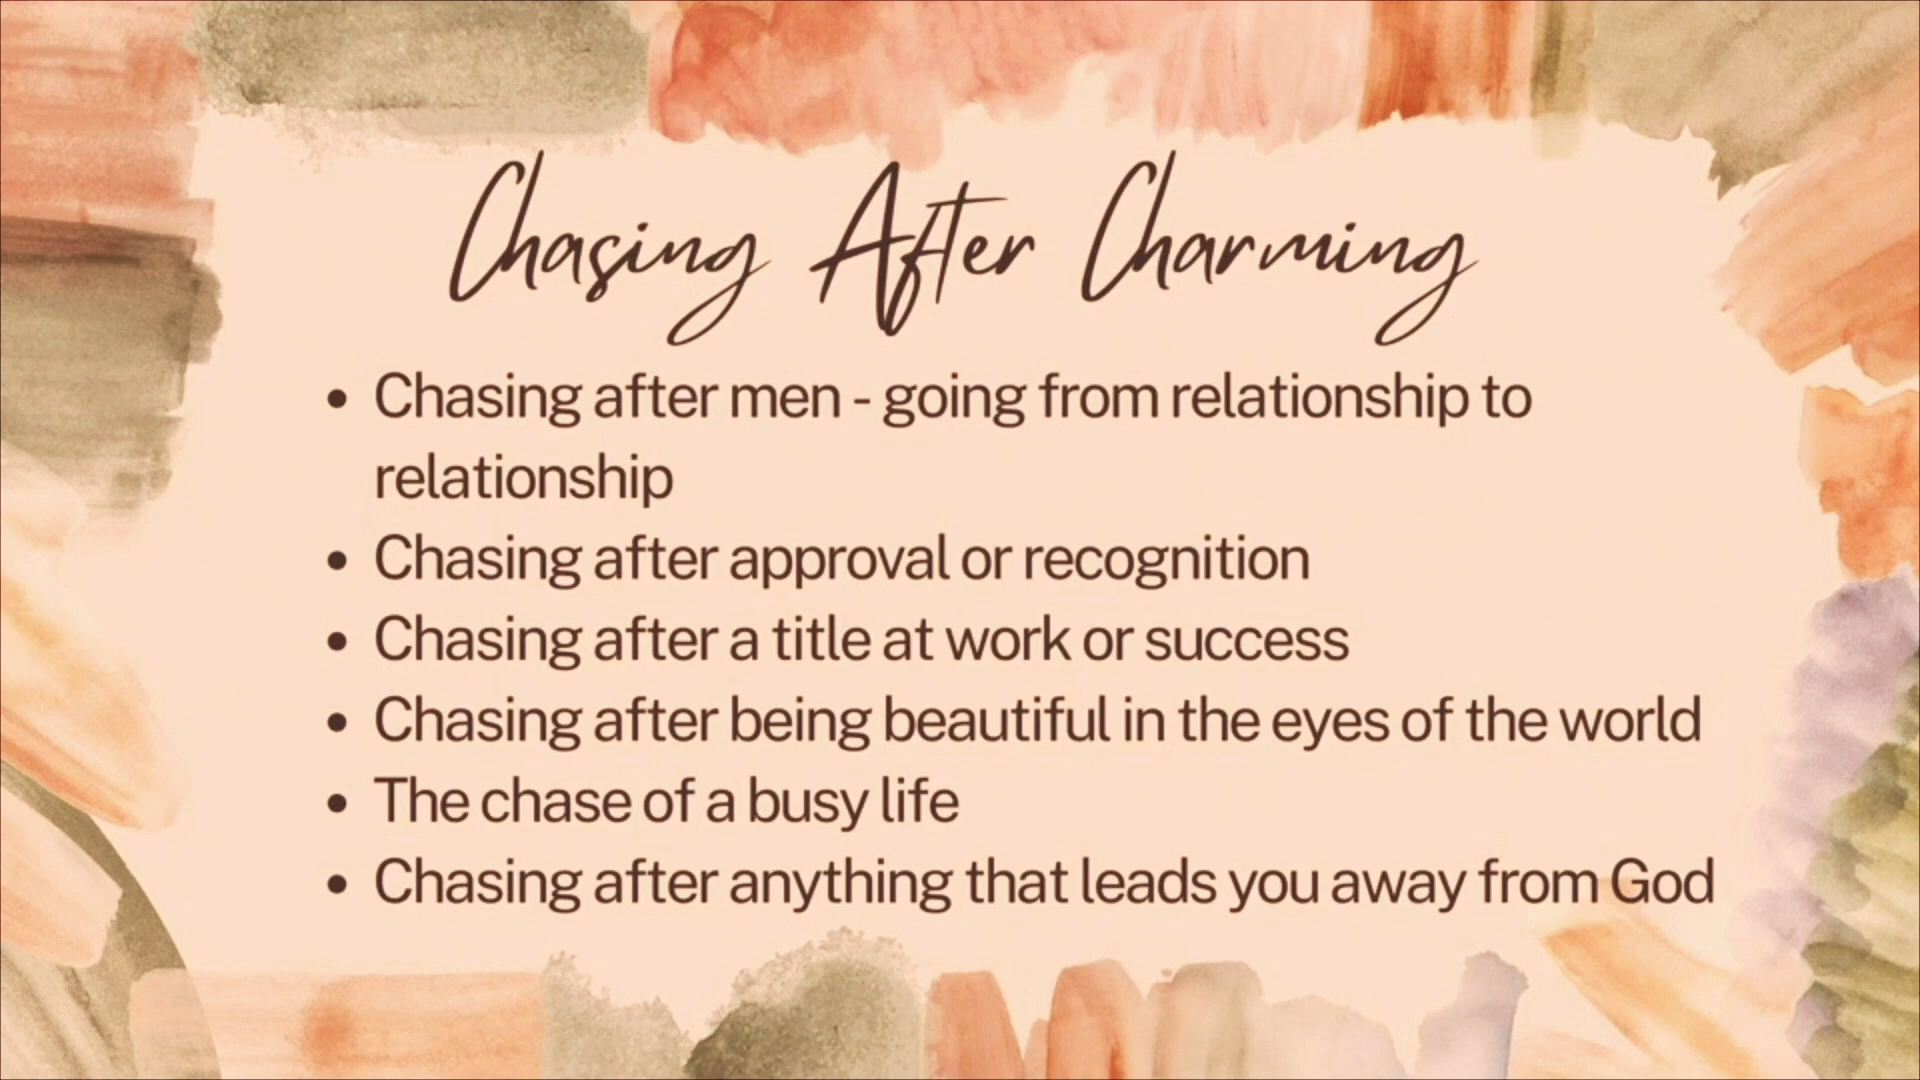 Chasing After Charming
• Chasing after men - going from relationship to
relationship
• Chasing after approval or recognition
• Chasing after a title at work or success
• Chasing after being beautiful in the eyes of the world
• The chase of a busy life
• Chasing after anything that leads you away from God